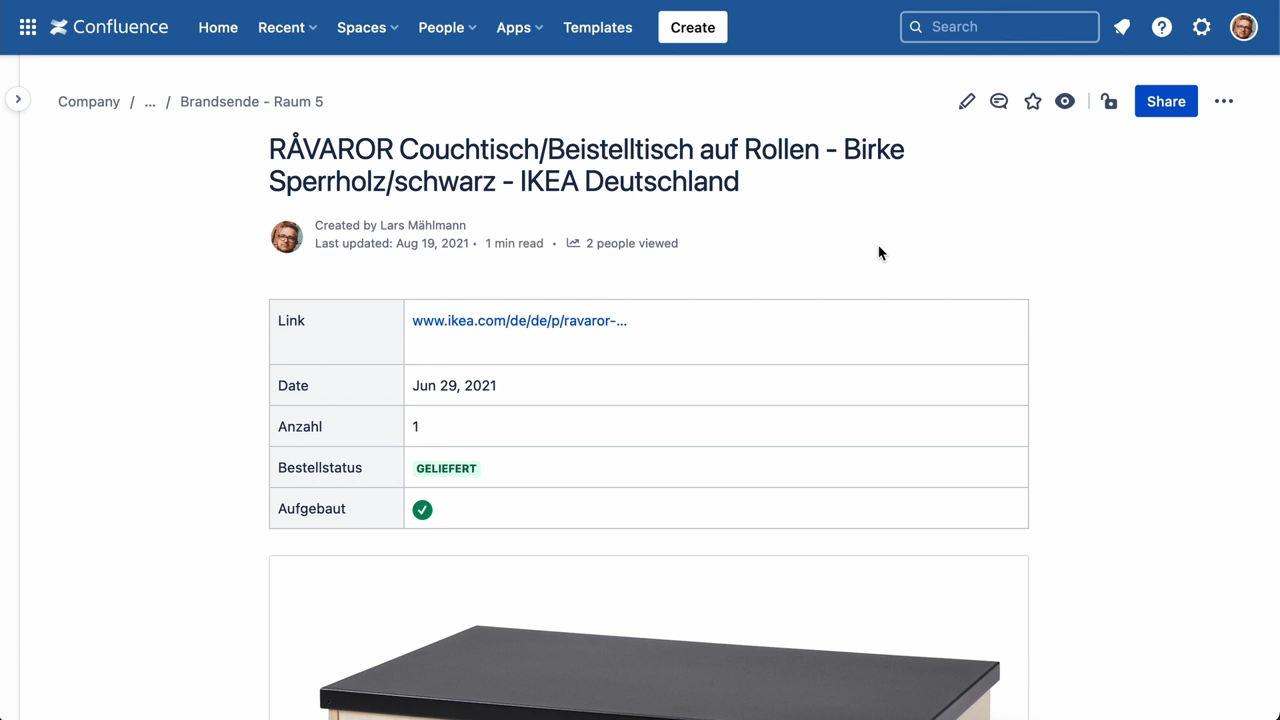 Confluence Home Recent Spaces People Apps Templates Create Search
Company / ... / Brandsende - Raum 5 Share
RÅVAROR Couchtisch/Beistelltisch auf Rollen - Birke
Sperrholz/schwarz - IKEA Deutschland
Created by Lars Mählmann
Last updated: Aug 19, 2021 • 1 min read • 2 people viewed
Link www.ikea.com/de/de/p/ravaror-...
Date Jun 29, 2021
Anzahl 1
Bestellstatus GELIEFERT
Aufgebaut